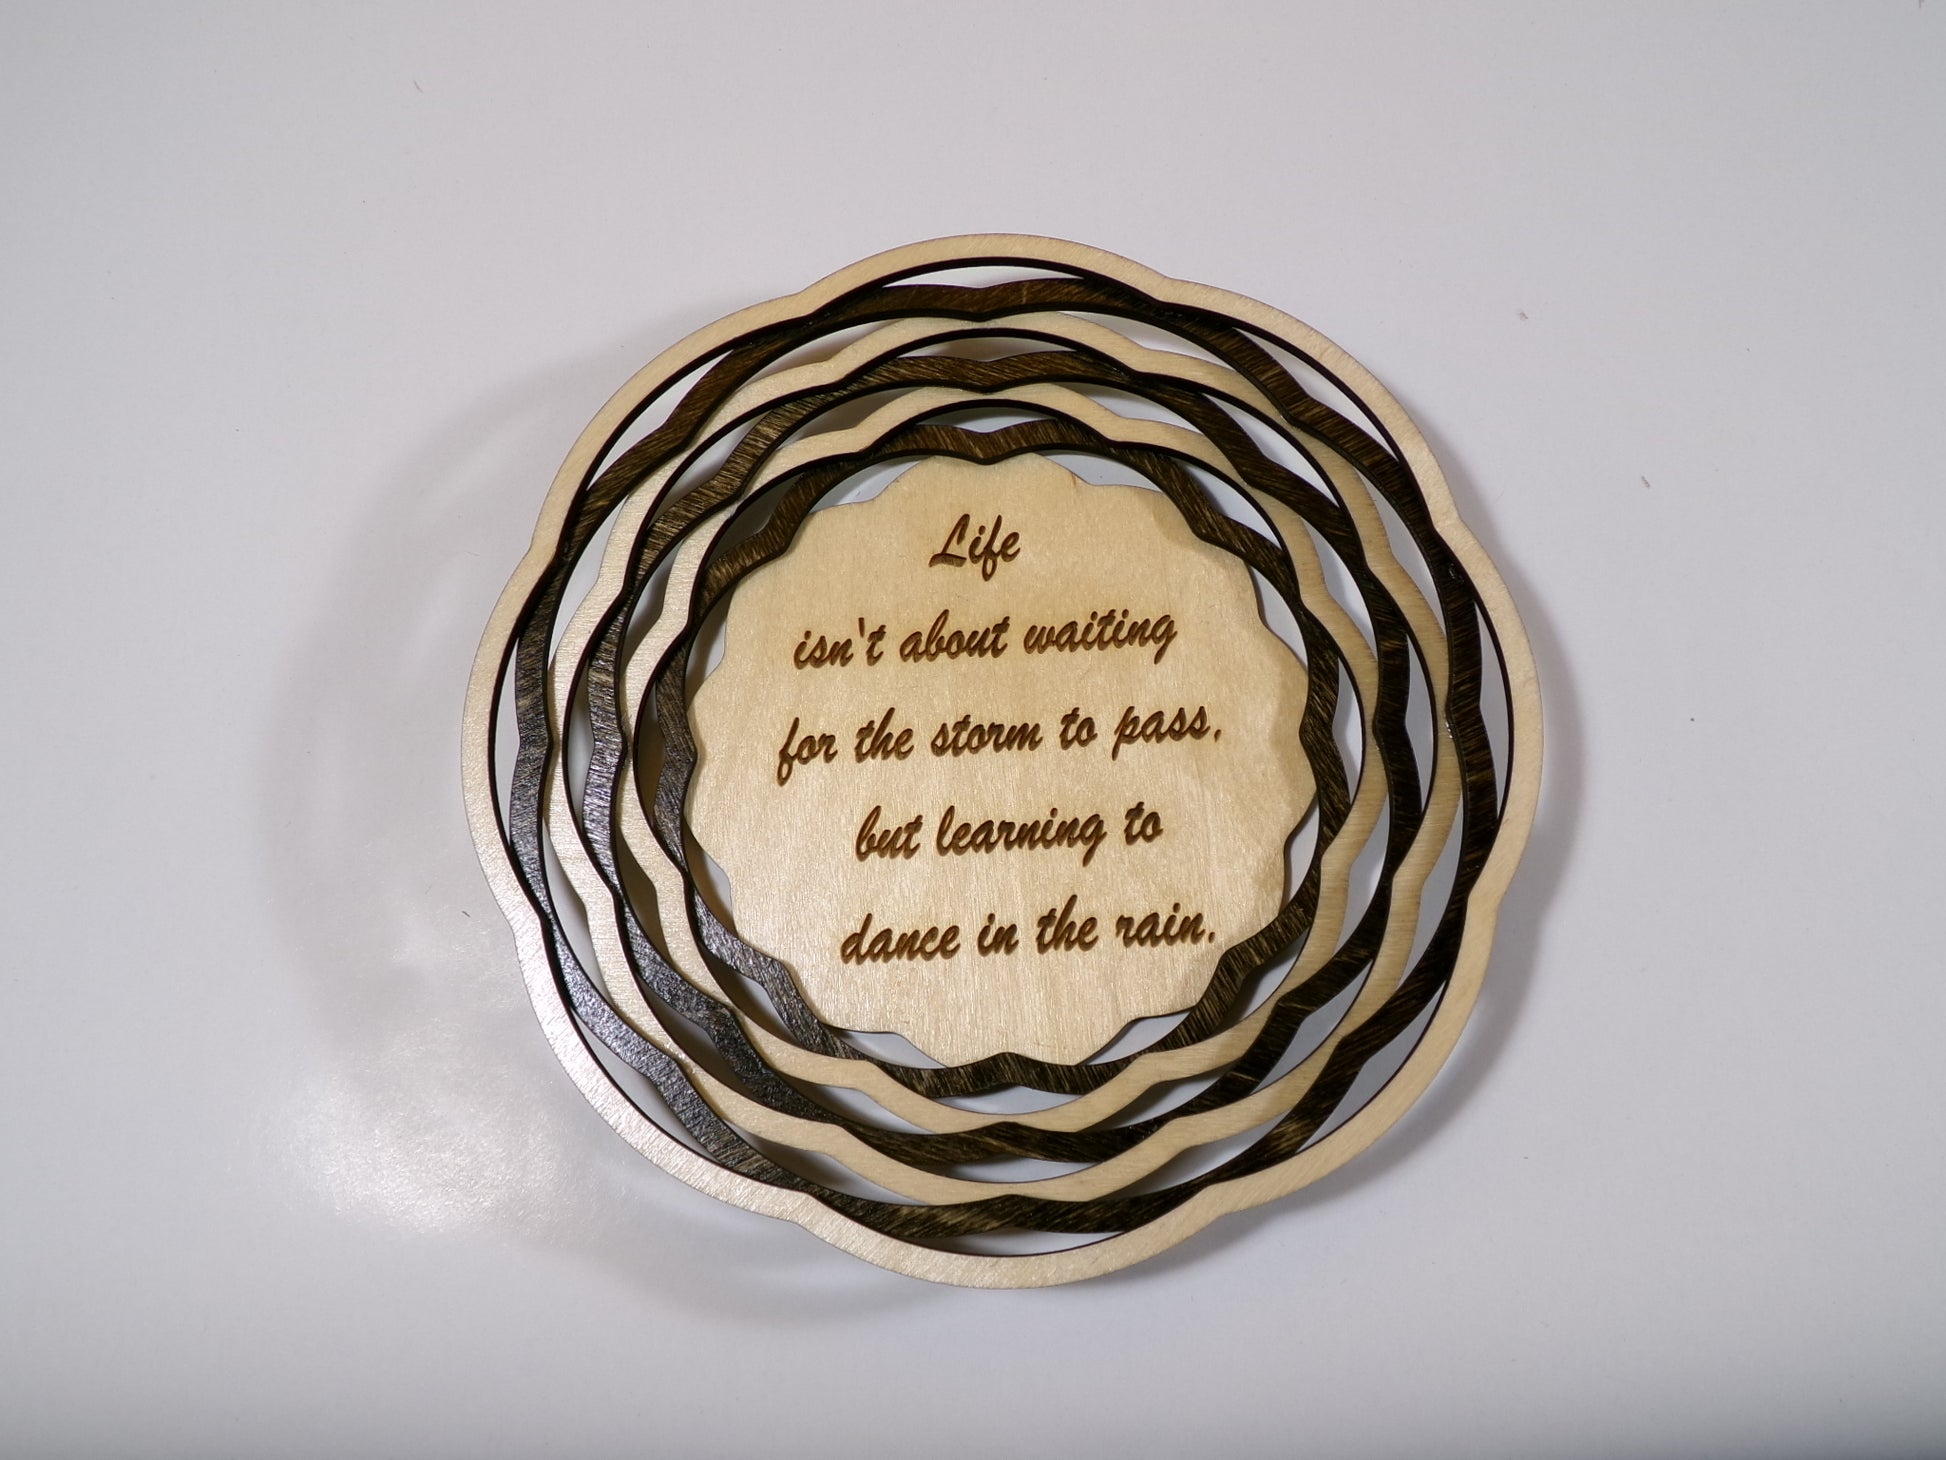 Life
isn't about waiting
for the storm to pass,
but learning to
dance in the rain.